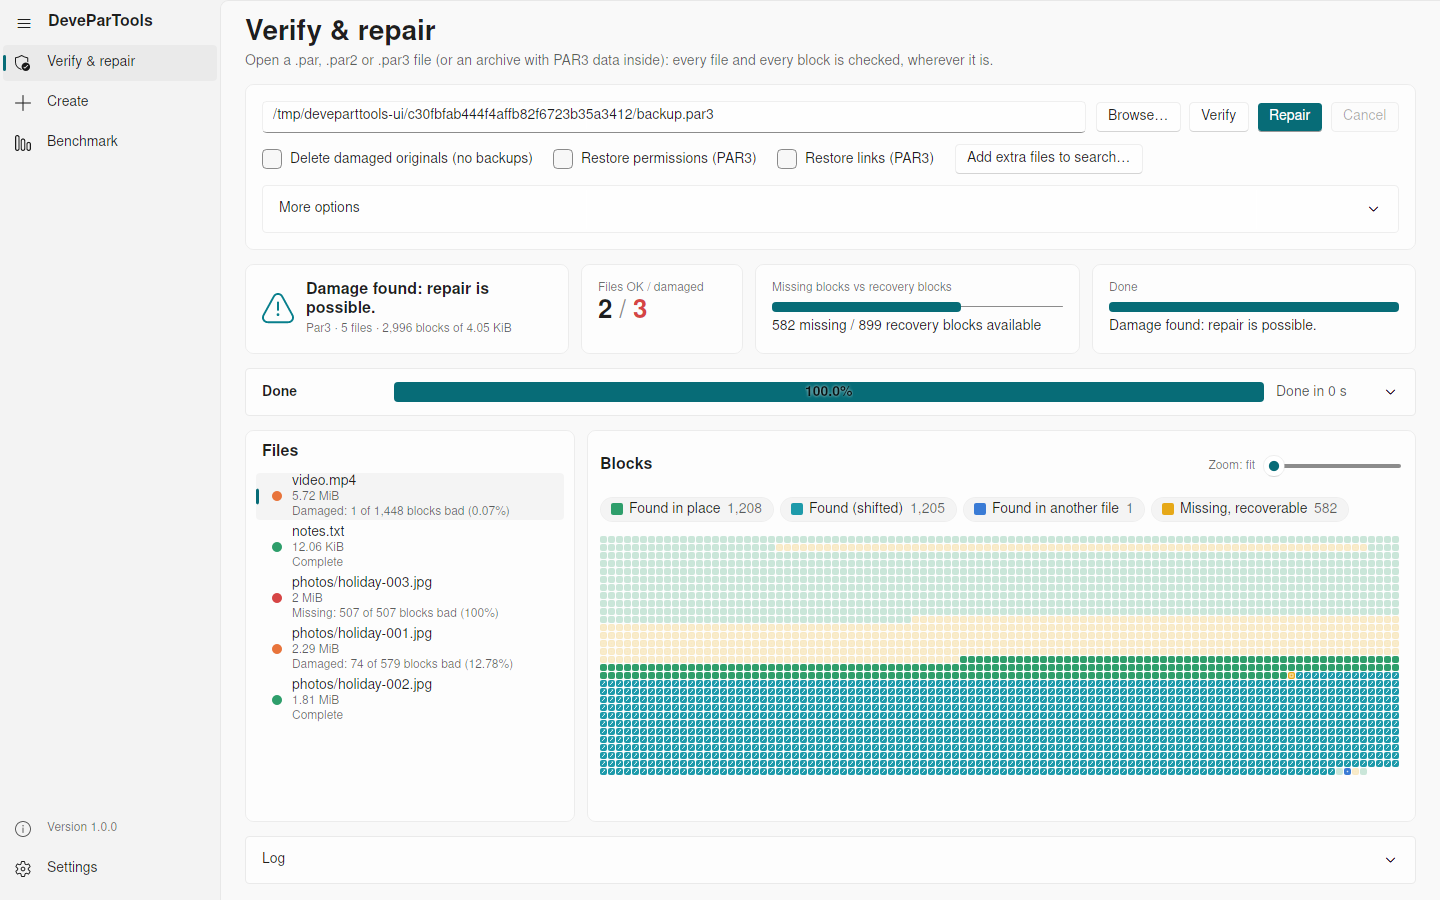 DeveParTools
Verify & repair
Create
Benchmark
Version 1.0.0
Settings
Verify & repair
Open a .par, .par2 or .par3 file (or an archive with PAR3 data inside): every file and every block is checked, wherever it is.
/tmp/deveparttools-ui/c30fbfab444f4affb82f6723b35a3412/backup.par3
Browse...
Verify
Repair
Cancel
Delete damaged originals (no backups)
Restore permissions (PAR3)
Restore links (PAR3)
Add extra files to search...
More options
Damage found: repair is
possible.
Par3 · 5 files · 2,996 blocks of 4.05 KiB
Files OK / damaged
2 / 3
Missing blocks vs recovery blocks
582 missing / 899 recovery blocks available
Done
Damage found: repair is possible.
Done
100.0%
Done in 0 s
Files
video.mp4
5.72 MiB
Damaged: 1 of 1,448 blocks bad (0.07%)
notes.txt
12.06 KiB
Complete
photos/holiday-003.jpg
2 MiB
Missing: 507 of 507 blocks bad (100%)
photos/holiday-001.jpg
2.29 MiB
Damaged: 74 of 579 blocks bad (12.78%)
photos/holiday-002.jpg
1.81 MiB
Complete
Blocks
Zoom: fit
Found in place 1,208
Found (shifted) 1,205
Found in another file 1
Missing, recoverable 582
Log